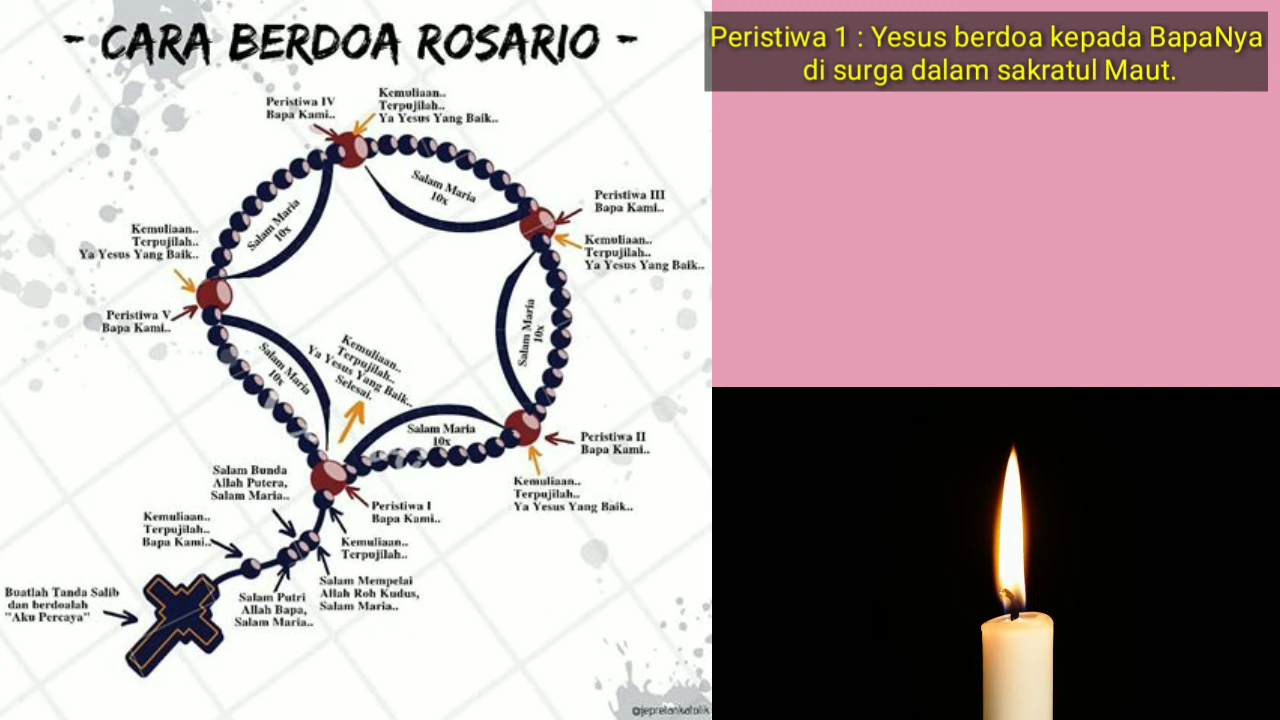 - CARA BERDOA ROSARIO -
Peristiwa 1 : Yesus berdoa kepada BapaNya
di surga dalam sakratul Maut.
Peristiwa IV
Bapa Kami..
Kemuliaan..
Terpujilah..
Ya Yesus Yang Baik..
Salam Maria
10x
Peristiwa III
Bapa Kami..
Kemuliaan..
Terpujilah..
Ya Yesus Yang Baik..
Salam Maria
10x
Kemuliaan..
Terpujilah..
Ya Yesus Yang Baik..
Peristiwa V
Bapa Kami..
Salam Maria
10x
Salam Maria
10x
Kemuliaan..
Terpujilah..
Ya Yesus Yang Baik..
Selesai.
Salam Maria
10x
Peristiwa II
Bapa Kami..
Kemuliaan..
Terpujilah..
Ya Yesus Yang Baik..
Salam Bunda
Allah Putera,
Salam Maria..
Peristiwa I
Bapa Kami..
Kemuliaan..
Terpujilah..
Bapa Kami..
Kemuliaan..
Terpujilah..
Salam Mempelai
Allah Roh Kudus,
Salam Maria..
Salam Putri
Allah Bapa,
Salam Maria..
Buatlah Tanda Salib
dan berdoalah
"Aku Percaya"
@jepretankatolik